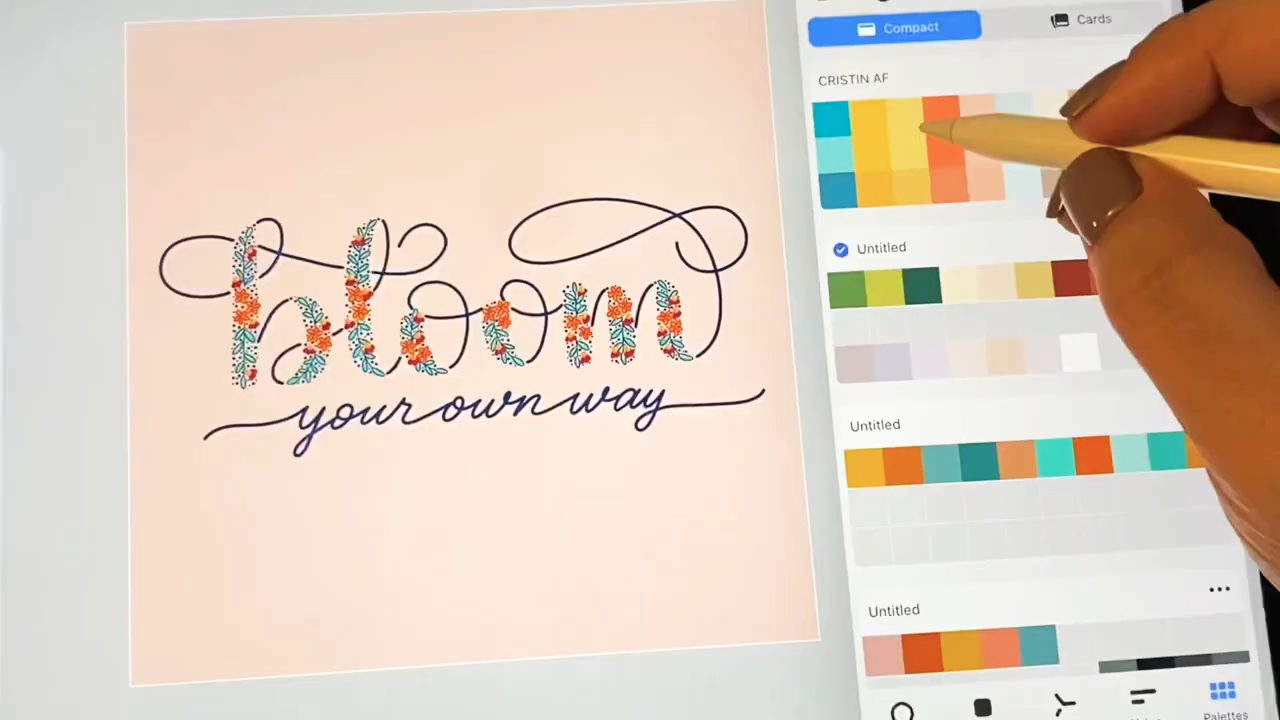 bloom
your own way
Compact
Cards
CRISTIN AF
Untitled
Untitled
Untitled
Palettes